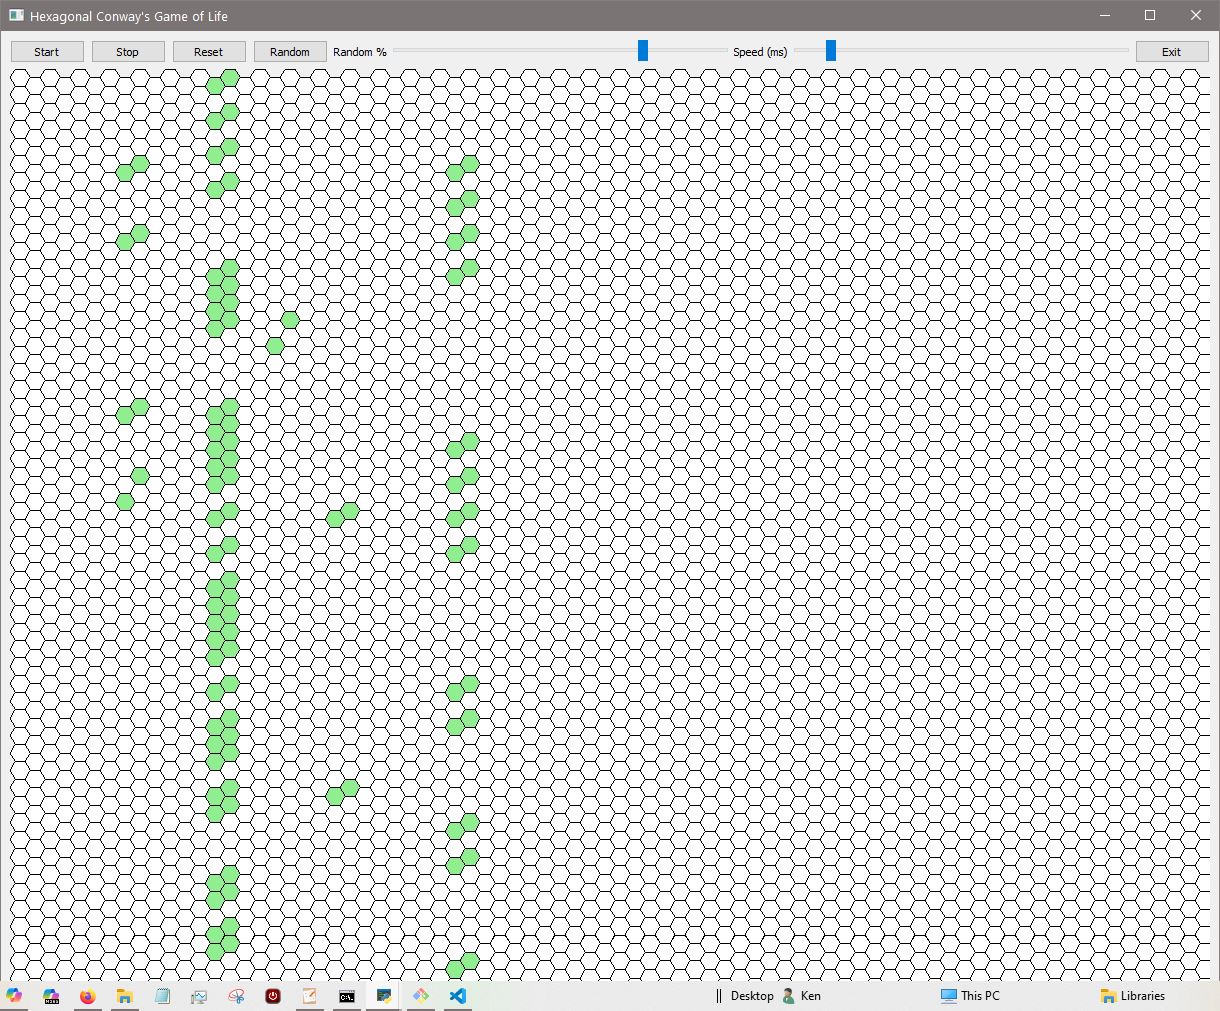 Hexagonal Conway's Game of Life
Start Stop Reset Random Random % Speed (ms) Exit
Desktop Ken This PC Libraries